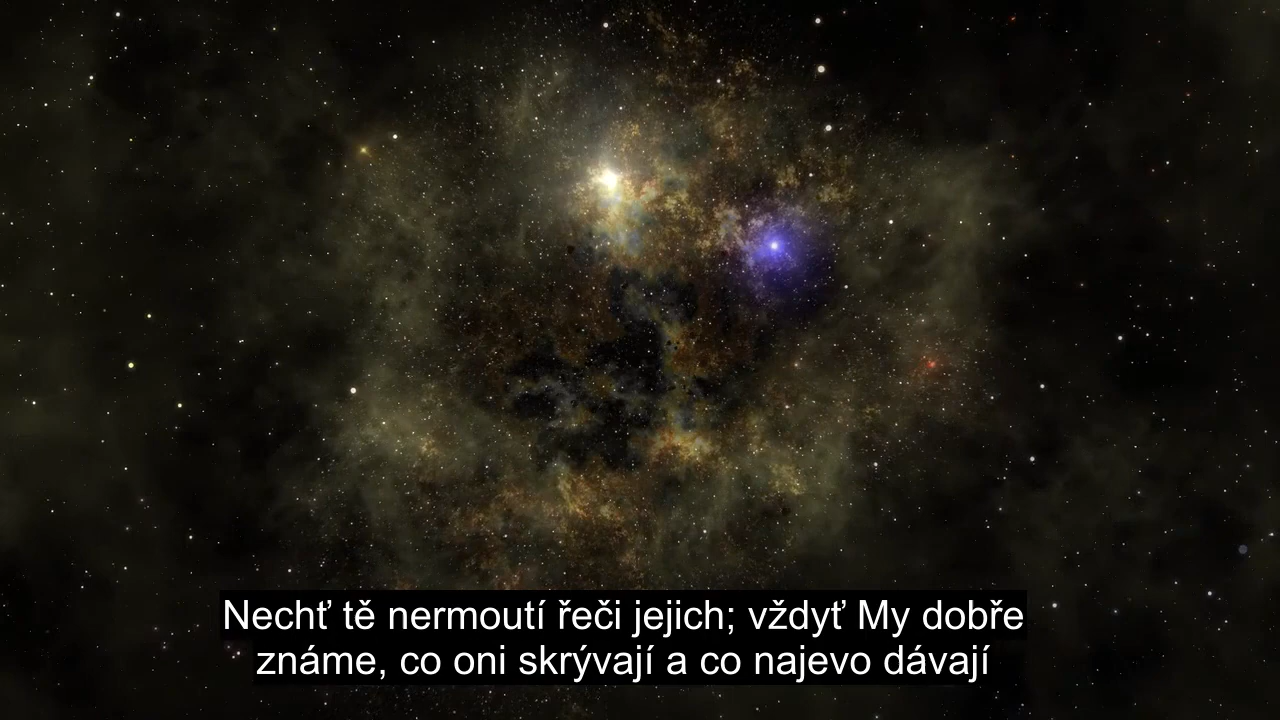 Nechť tě nermoutí řeči jejich; vždyť My dobře
známe, co oni skrývají a co najevo dávají